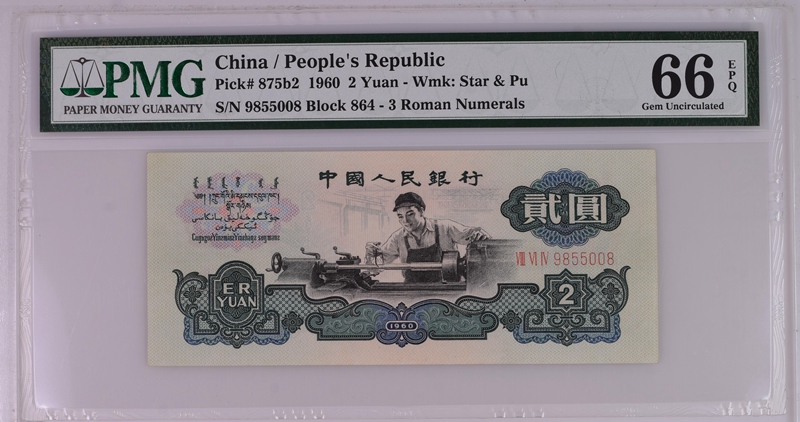 PMG
PAPER MONEY GUARANTY
China / People's Republic
Pick# 875b2 1960 2 Yuan - Wmk: Star & Pu
S/N 9855008 Block 864 - 3 Roman Numerals
66 EPQ
Gem Uncirculated
中國人民銀行
貳圓
VIII VI IV 9855008
ER
YUAN
1960
2